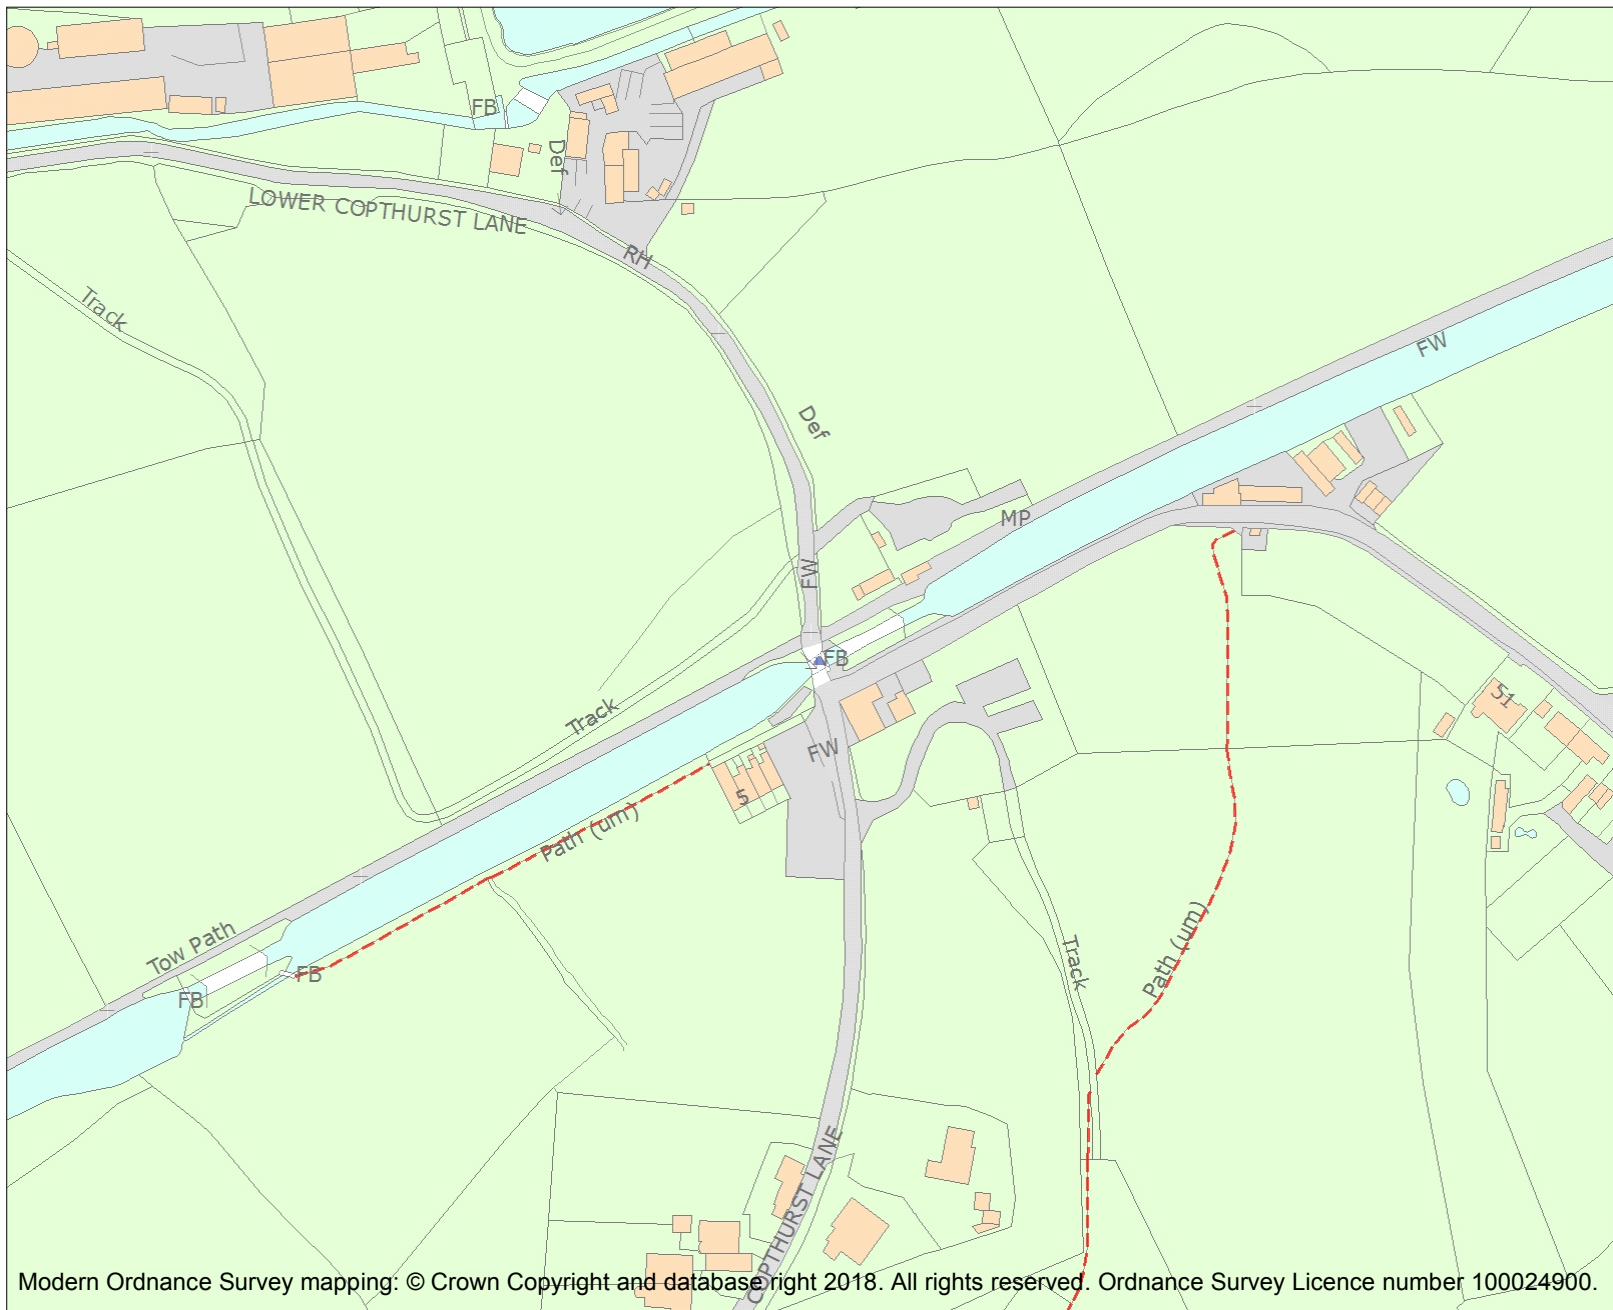 FB
Def
LOWER COPTHURST LANE
RH
Track
FW
Def
MP
FW
FB
51
Track
FW
5
Path (um)
Tow Path
FB
FB
Track
Path (um)
COPTHURST LANE
Modern Ordnance Survey mapping: © Crown Copyright and database right 2018. All rights reserved. Ordnance Survey Licence number 100024900.